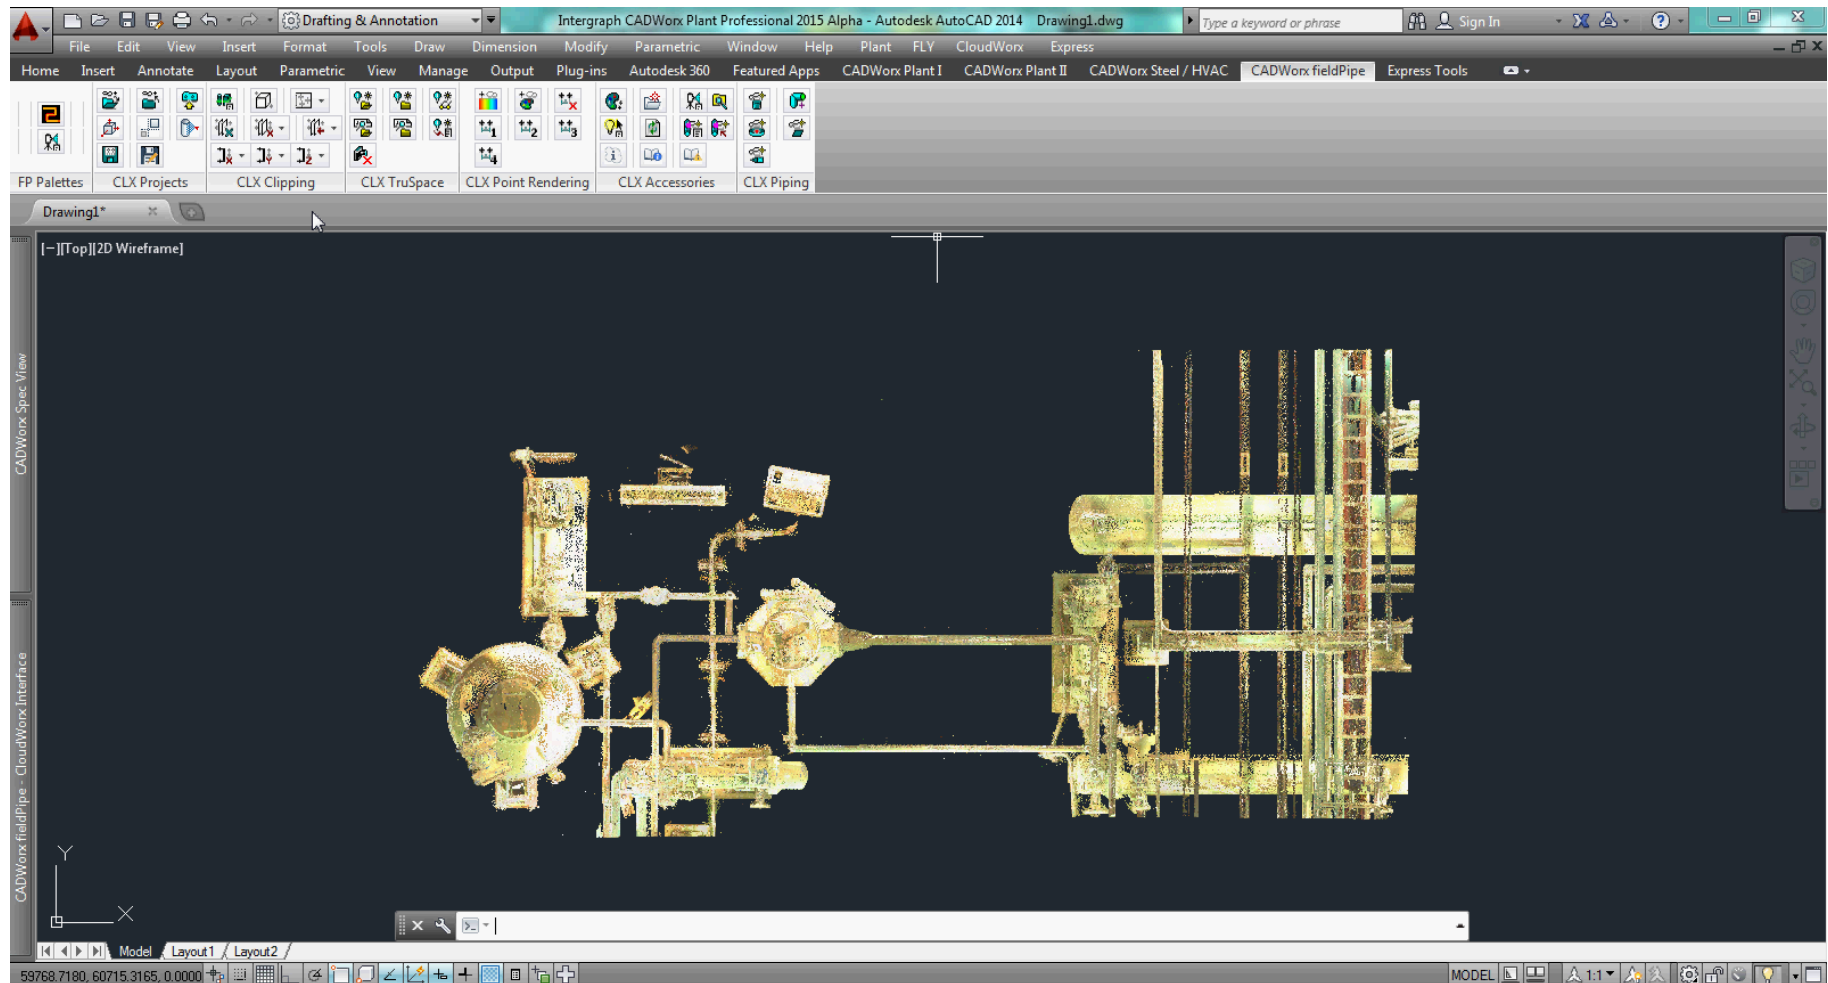 Drafting & Annotation
Intergraph CADWorx Plant Professional 2015 Alpha - Autodesk AutoCAD 2014 Drawing1.dwg
Type a keyword or phrase
Sign In
File Edit View Insert Format Tools Draw Dimension Modify Parametric Window Help Plant FLY CloudWorx Express
Home Insert Annotate Layout Parametric View Manage Output Plug-ins Autodesk 360 Featured Apps CADWorx Plant I CADWorx Plant II CADWorx Steel / HVAC CADWorx fieldPipe Express Tools
FP Palettes CLX Projects CLX Clipping CLX TruSpace CLX Point Rendering CLX Accessories CLX Piping
Drawing1*
[−][Top][2D Wireframe]
CADWorx Spec View
CADWorx fieldPipe - CloudWorx Interface
Y
X
Model Layout1 Layout2
59768.7180, 60715.3165, 0.0000
MODEL
1:1